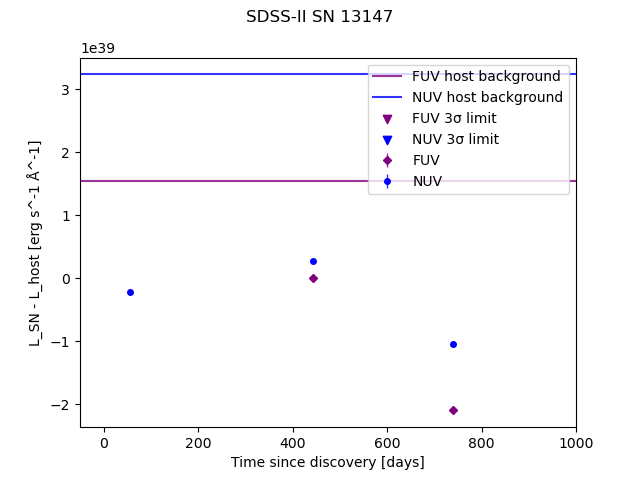 SDSS-II SN 13147
1e39
FUV host background
NUV host background
FUV 3σ limit
NUV 3σ limit
FUV
NUV
3
2
1
0
−1
−2
L_SN - L_host [erg s^-1 Å^-1]
0 200 400 600 800 1000
Time since discovery [days]